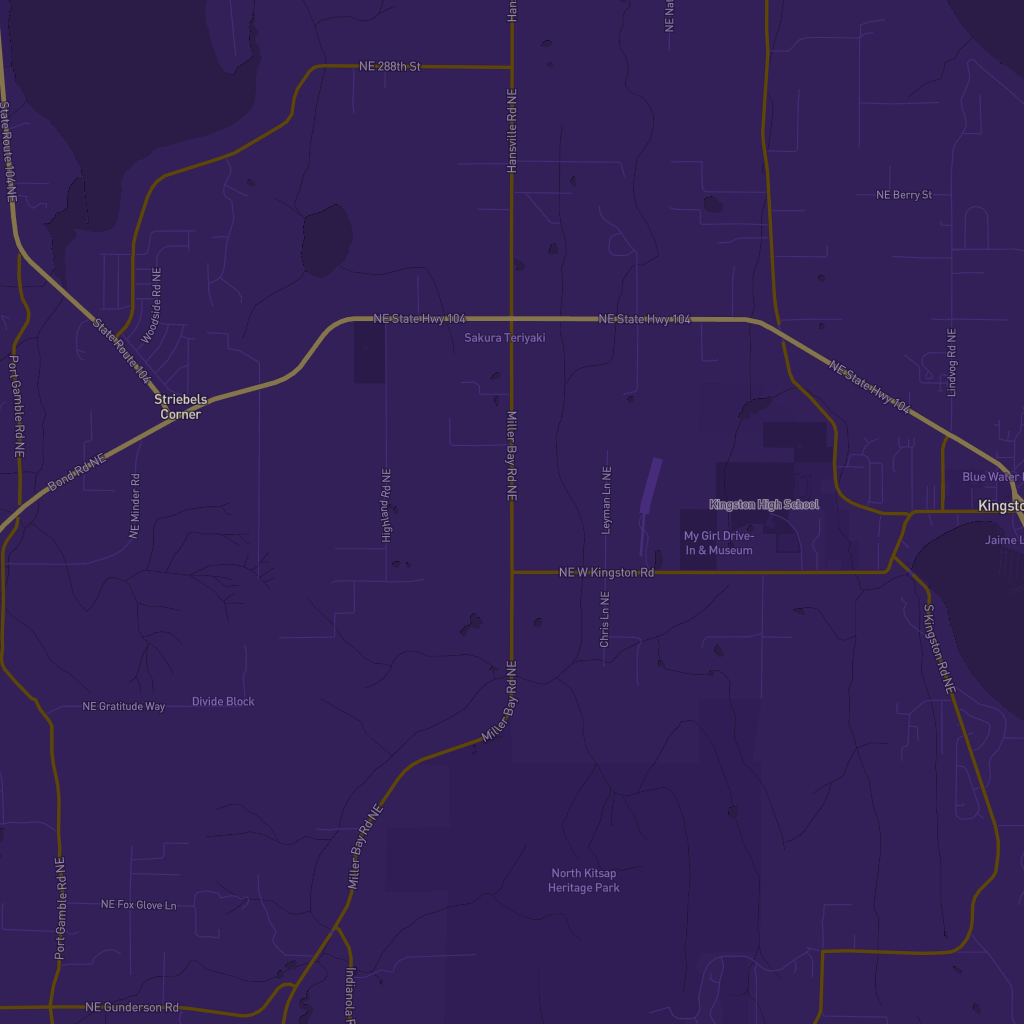 Hans
NE Nat
NE 288th St
Hansville Rd NE
State Route 104 NE
NE Berry St
Woodside Rd NE
NE State Hwy 104
NE State Hwy 104
Sakura Teriyaki
State Route 104
Lindvog Rd NE
Port Gamble Rd NE
NE State Hwy 104
Striebels
Corner
Miller Bay Rd NE
Bond Rd NE
Blue Water
NE Minder Rd
Highland Rd NE
Leyman Ln NE
Kingston High School
Kingsto
My Girl Drive-
In & Museum
Jaime L
NE W Kingston Rd
Chris Ln NE
S Kingston Rd NE
Miller Bay Rd NE
Divide Block
NE Gratitude Way
Miller Bay Rd NE
North Kitsap
Heritage Park
Port Gamble Rd NE
NE Fox Glove Ln
Indianola R
NE Gunderson Rd